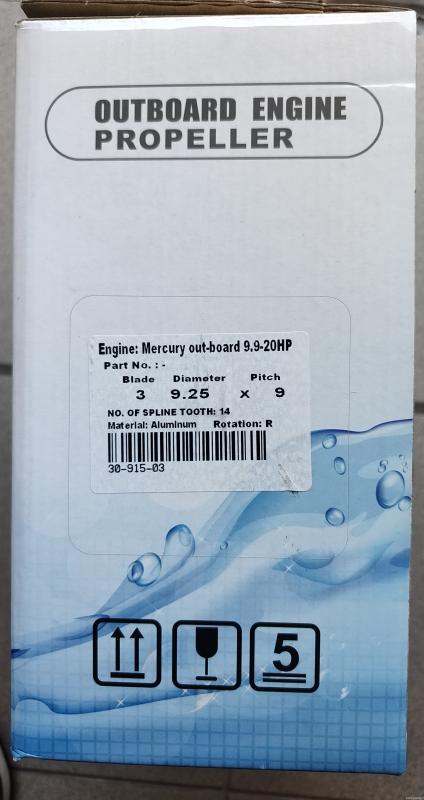 OUTBOARD ENGINE
PROPELLER
Engine: Mercury out-board 9.9-20HP
Part No. : -
Blade Diameter Pitch
3 9.25 x 9
NO. OF SPLINE TOOTH: 14
Material: Aluminum Rotation: R
30-915-03
5